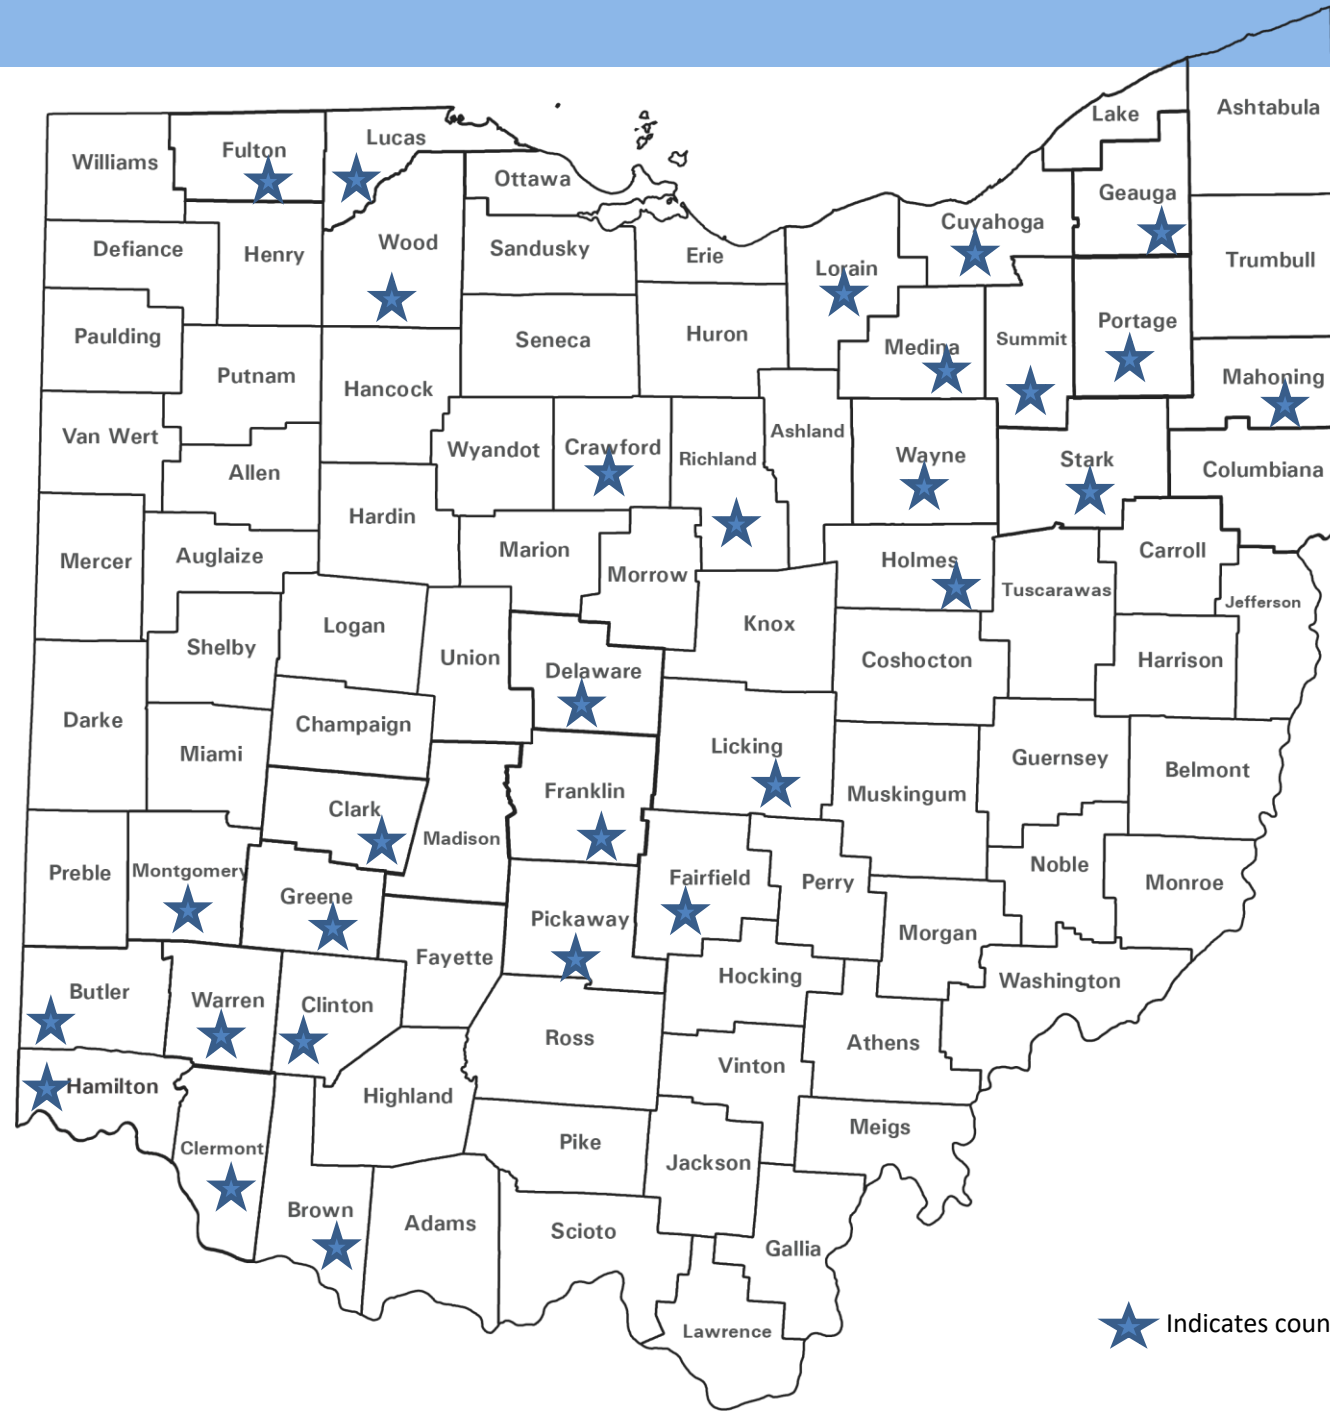 Lake
Ashtabula
Lucas
Fulton
Williams
Ottawa
Geauga
Cuyahoga
Wood
Defiance
Sandusky
Henry
Erie
Trumbull
Lorain
Portage
Paulding
Huron
Seneca
Summit
Medina
Putnam
Mahoning
Hancock
Van Wert
Ashland
Crawford
Wyandot
Wayne
Richland
Stark
Columbiana
Allen
Hardin
Marion
Carroll
Auglaize
Mercer
Holmes
Morrow
Tuscarawas
Jefferson
Knox
Logan
Shelby
Union
Coshocton
Harrison
Delaware
Darke
Champaign
Licking
Miami
Guernsey
Belmont
Franklin
Muskingum
Clark
Madison
Noble
Preble
Montgomery
Fairfield
Perry
Monroe
Greene
Pickaway
Morgan
Fayette
Hocking
Washington
Butler
Warren
Clinton
Ross
Athens
Vinton
Hamilton
Highland
Meigs
Pike
Clermont
Jackson
Brown
Adams
Scioto
Gallia
Indicates coun
Lawrence